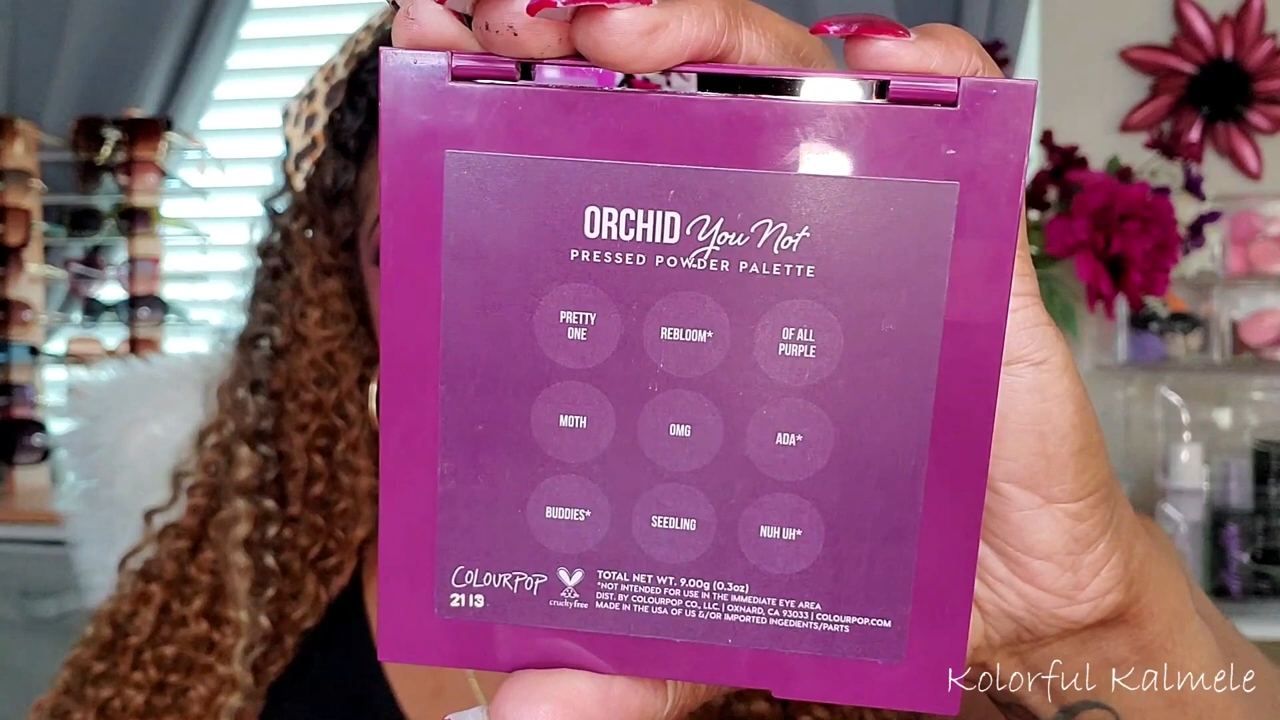 ORCHID You Not
PRESSED POWDER PALETTE
PRETTY
ONE
REBLOOM*
OF ALL
PURPLE
MOTH
OMG
ADA*
BUDDIES*
SEEDLING
NUH UH*
COLOURPOP
2113
cruelty free
TOTAL NET WT. 9.00g (0.3oz)
*NOT INTENDED FOR USE IN THE IMMEDIATE EYE AREA
DIST. BY COLOURPOP CO., LLC. | OXNARD, CA 93033 | COLOURPOP.COM
MADE IN THE USA OF US &/OR IMPORTED INGEDIENTS/PARTS
Kolorful Kalmele